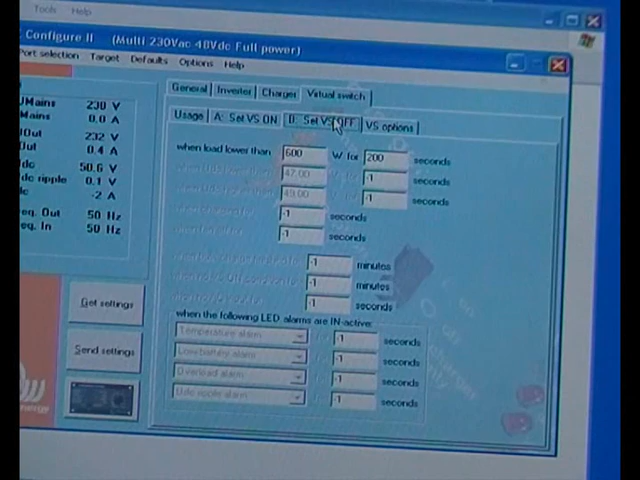 Tools Help
Configure II (Multi 230Vac 48Vdc Full power)
Port selection Target Defaults Options Help
General Inverter Charger Virtual switch
Usage A: Set VS ON B: Set VS OFF VS options
UMains 230 V
Mains 0.0 A
Out 232 V
Out 0.4 A
dc 50.6 V
dc ripple 0.1 V
dc -2 A
eq. Out 50 Hz
eq. In 50 Hz
when load lower than 600 W for 200 seconds
47.00 -1 seconds
49.00 -1 seconds
-1 seconds
-1 seconds
-1 minutes
-1 minutes
-1 seconds
when the following LED alarms are IN-active:
Temperature alarm -1 seconds
Low battery alarm -1 seconds
Overload alarm -1 seconds
Udc ripple alarm -1 seconds
Get settings
Send settings
energy